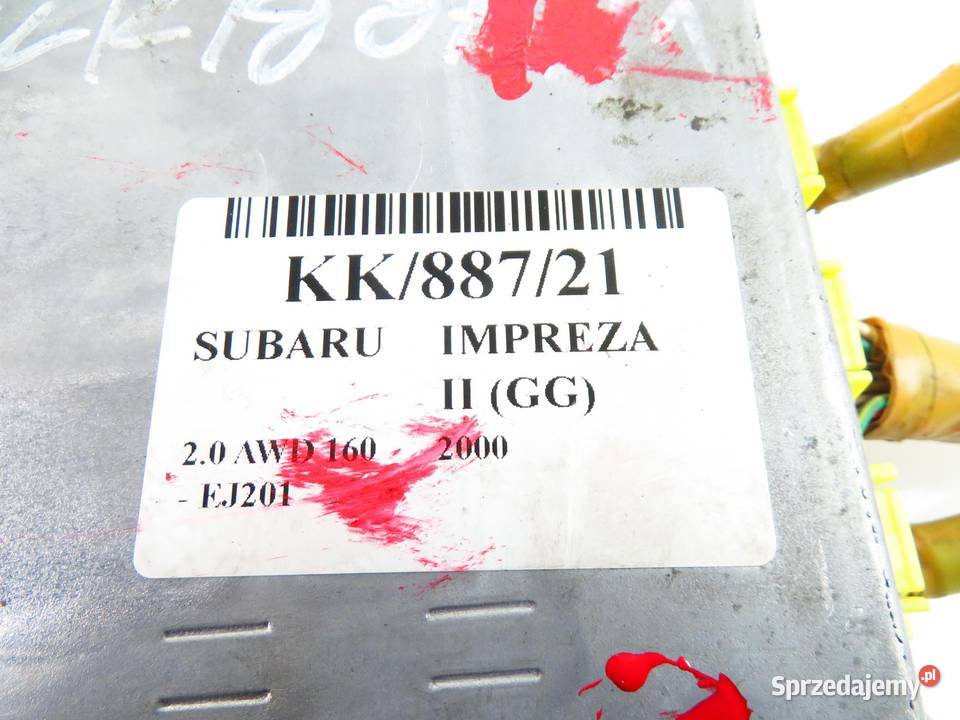 KK/887/21
SUBARU IMPREZA
II (GG)
2.0 AWD 160 2000
- EJ201
Sprzedajemy.pl